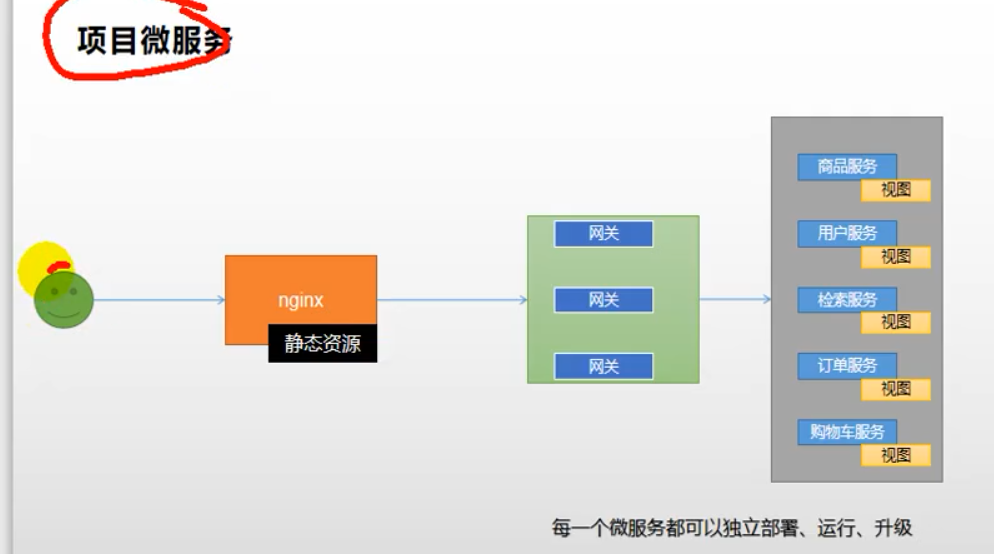 项目微服务
nginx
静态资源
网关
网关
网关
商品服务
视图
用户服务
视图
检索服务
视图
订单服务
视图
购物车服务
视图
每一个微服务都可以独立部署、运行、升级